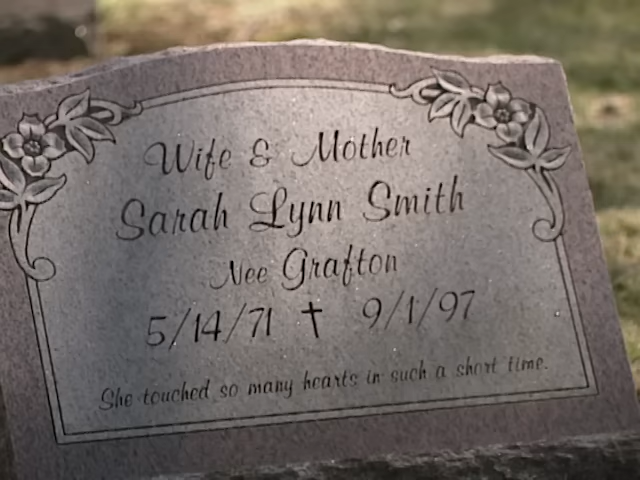 Wife & Mother
Sarah Lynn Smith
Nee Grafton
5/14/71 † 9/1/97
She touched so many hearts in such a short time.